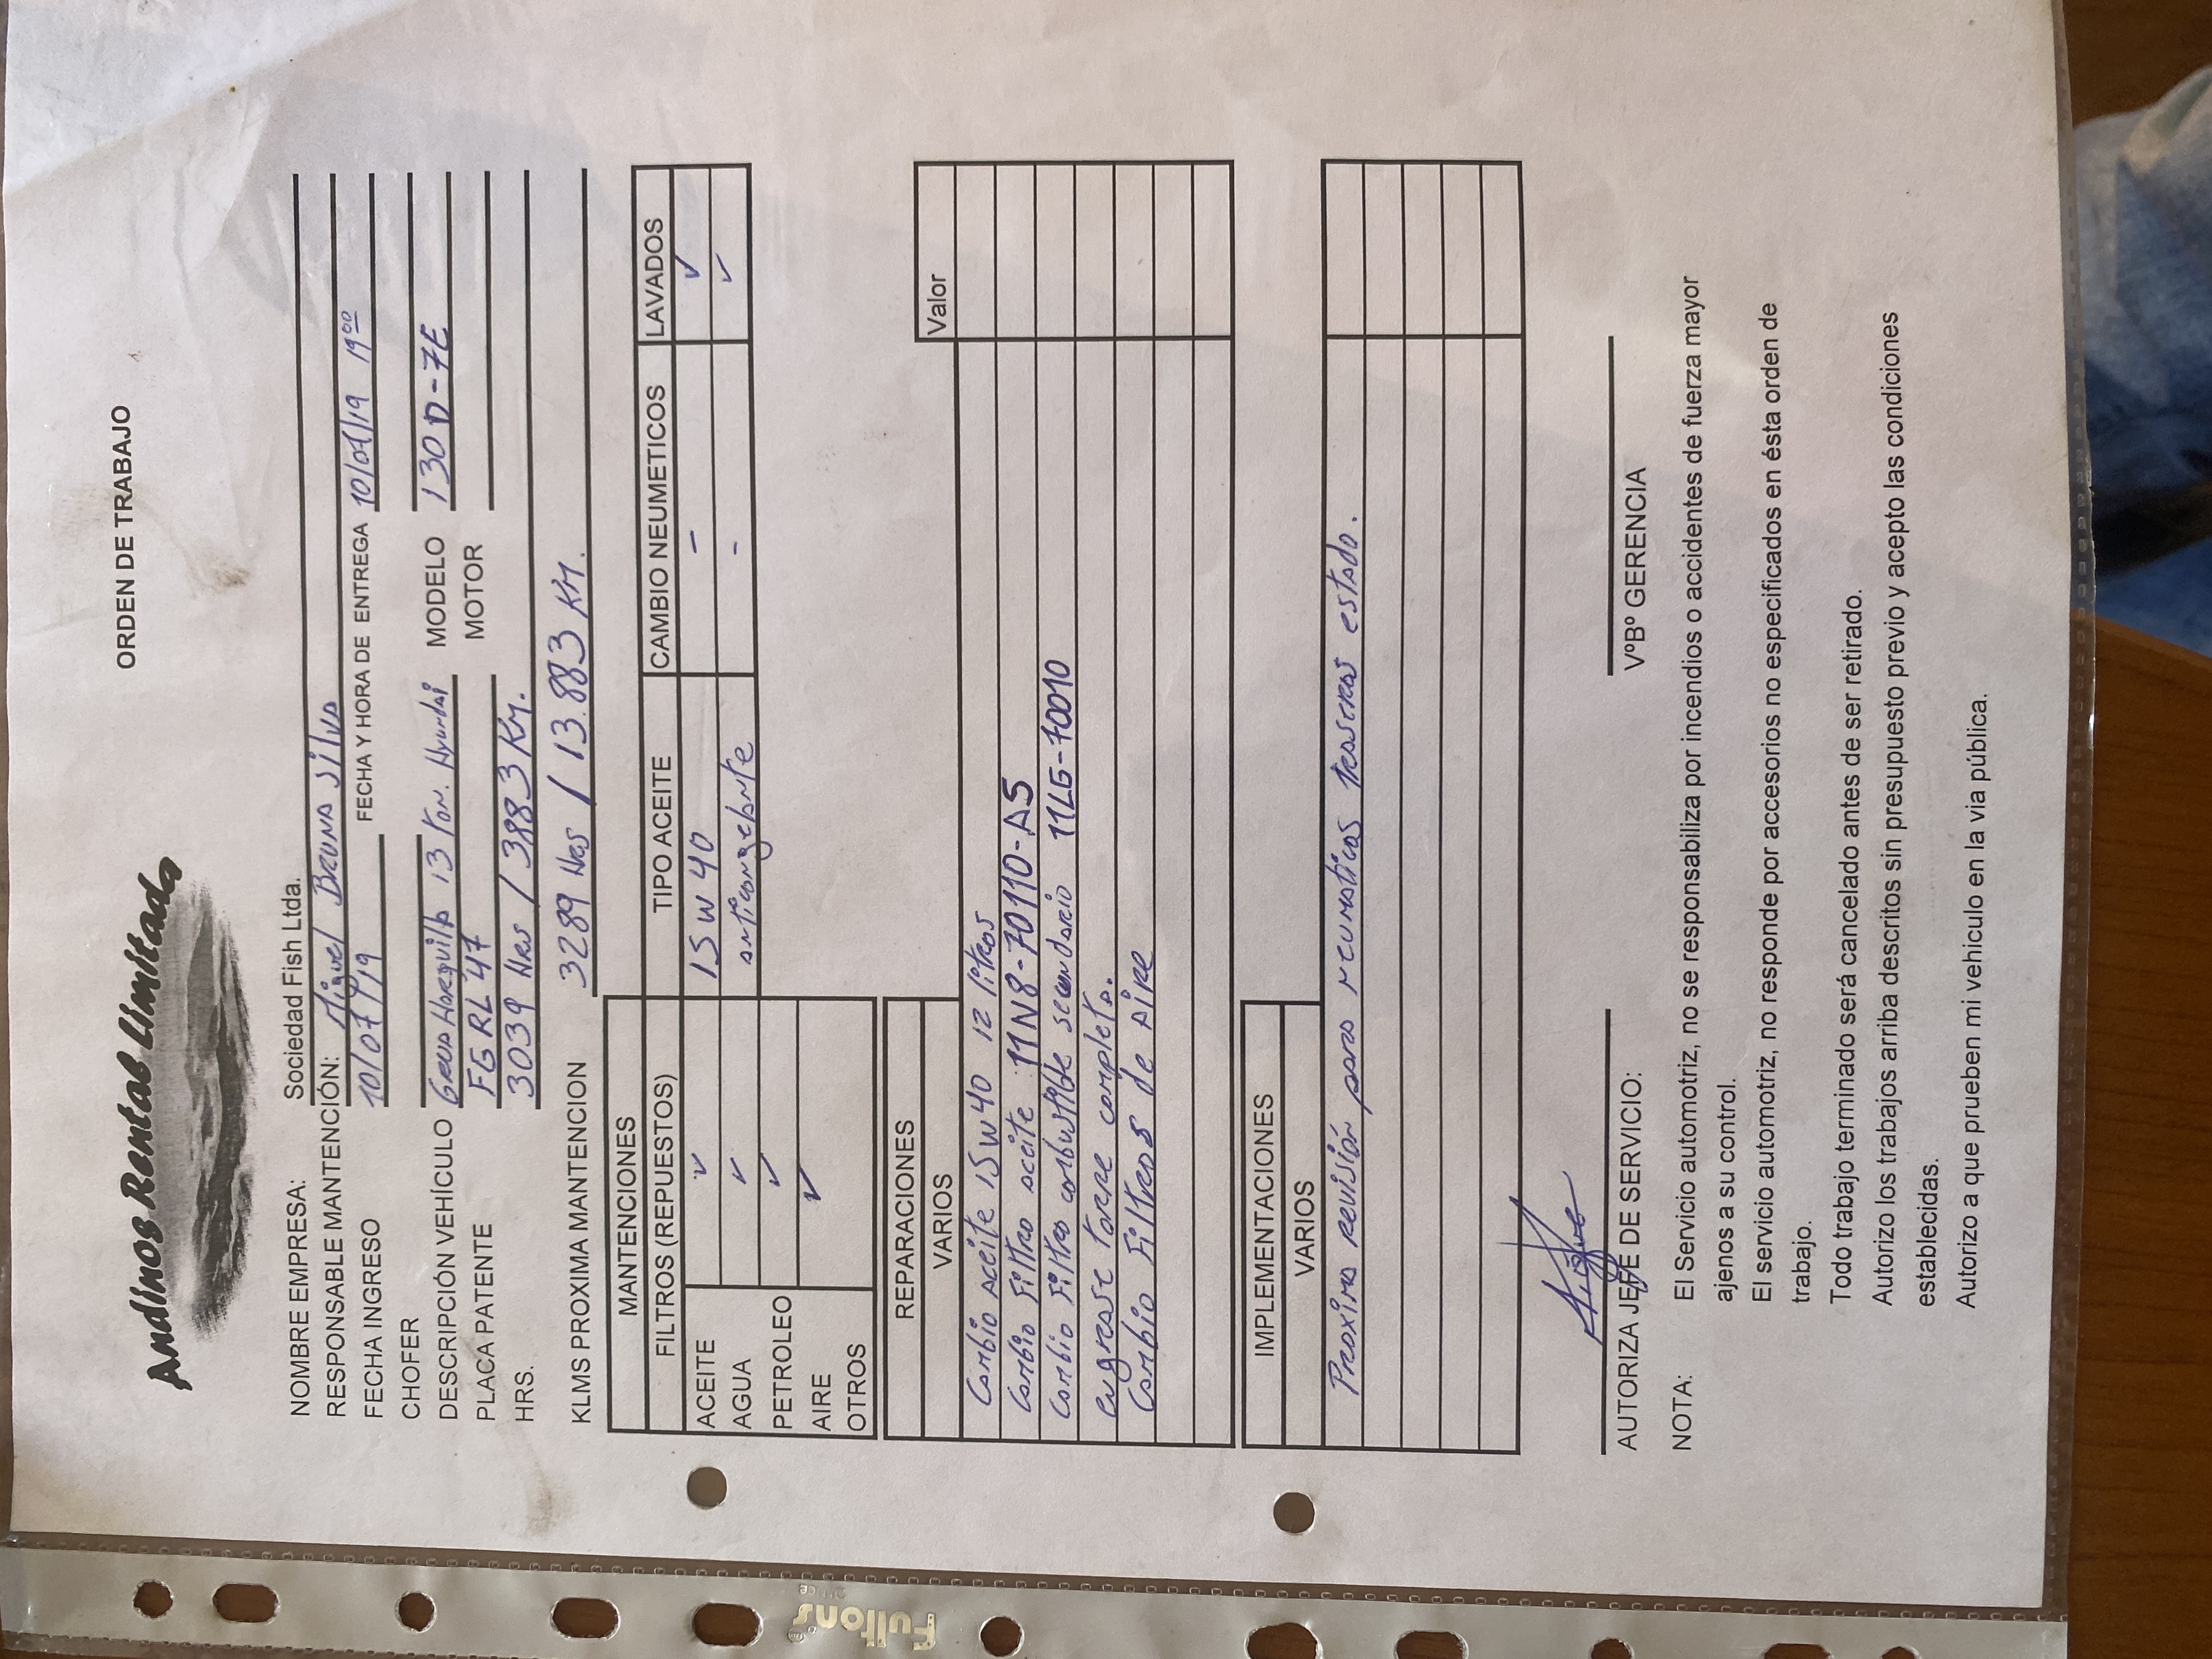 Andinos Rental Limitada
ORDEN DE TRABAJO
NOMBRE EMPRESA: Sociedad Fish Ltda.
RESPONSABLE MANTENCIÓN: Miguel Bruna Silva
FECHA INGRESO 10/07/19 FECHA Y HORA DE ENTREGA 10/07/19 19⁰⁰
CHOFER
DESCRIPCIÓN VEHÍCULO Grua Horquilla 13 Ton. Hyundai MODELO 130 D-7E
PLACA PATENTE FG RL 47 MOTOR
HRS. 3039 Hrs / 3883 Km.
KLMS PROXIMA MANTENCION 3289 Hrs / 13.883 Km.
MANTENCIONES
FILTROS (REPUESTOS) TIPO ACEITE CAMBIO NEUMETICOS LAVADOS
ACEITE ✓ 15W40 - ✓
AGUA ✓ anticongelante - ✓
PETROLEO ✓
AIRE ✓
OTROS
REPARACIONES
VARIOS Valor
Cambio aceite 15W40 12 litros
Cambio Filtro aceite 11N8-70110-AS
Cambio Filtro combustible secundario 11LG-70010
engrase torre completa.
Cambio Filtros de Aire
IMPLEMENTACIONES
VARIOS
Proxima revisión para neumaticos traseros estado.
Miguel
AUTORIZA JEFE DE SERVICIO: VºBº GERENCIA
NOTA: El Servicio automotriz, no se responsabiliza por incendios o accidentes de fuerza mayor
ajenos a su control.
El servicio automotriz, no responde por accesorios no especificados en ésta orden de
trabajo.
Todo trabajo terminado será cancelado antes de ser retirado.
Autorizo los trabajos arriba descritos sin presupuesto previo y acepto las condiciones
establecidas.
Autorizo a que prueben mi vehiculo en la via pública.
Fultons